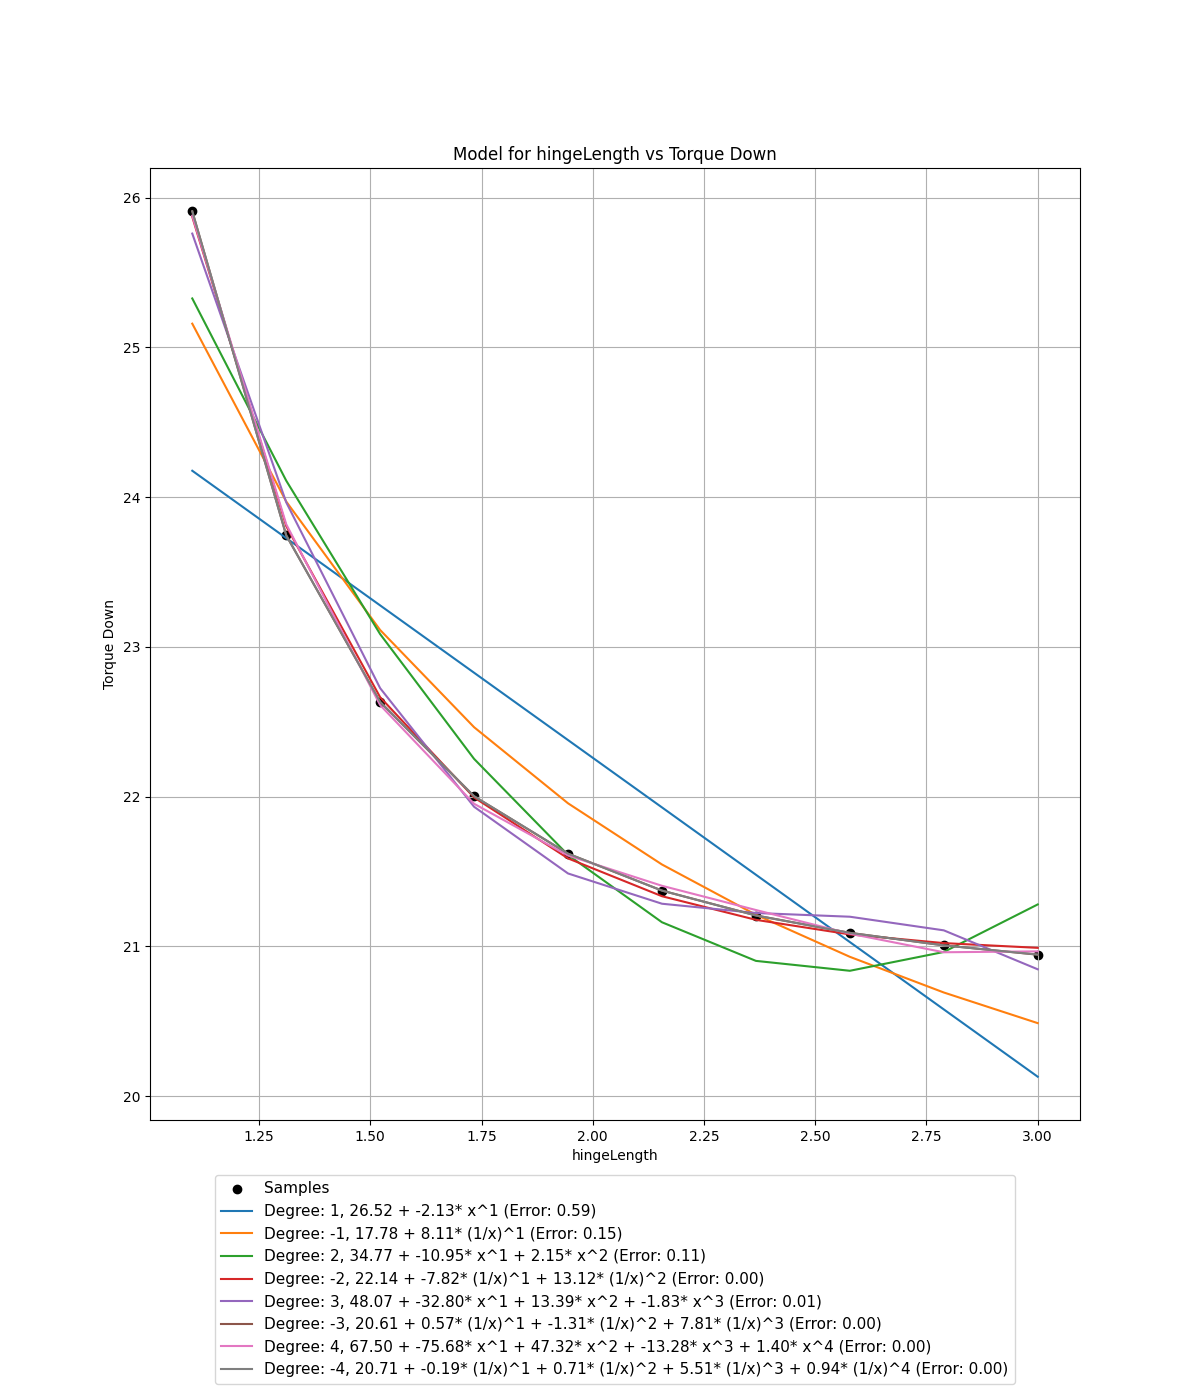 Model for hingeLength vs Torque Down
26
25
24
23
22
21
20
Torque Down
1.25 1.50 1.75 2.00 2.25 2.50 2.75 3.00
hingeLength
Samples
Degree: 1, 26.52 + -2.13* x^1 (Error: 0.59)
Degree: -1, 17.78 + 8.11* (1/x)^1 (Error: 0.15)
Degree: 2, 34.77 + -10.95* x^1 + 2.15* x^2 (Error: 0.11)
Degree: -2, 22.14 + -7.82* (1/x)^1 + 13.12* (1/x)^2 (Error: 0.00)
Degree: 3, 48.07 + -32.80* x^1 + 13.39* x^2 + -1.83* x^3 (Error: 0.01)
Degree: -3, 20.61 + 0.57* (1/x)^1 + -1.31* (1/x)^2 + 7.81* (1/x)^3 (Error: 0.00)
Degree: 4, 67.50 + -75.68* x^1 + 47.32* x^2 + -13.28* x^3 + 1.40* x^4 (Error: 0.00)
Degree: -4, 20.71 + -0.19* (1/x)^1 + 0.71* (1/x)^2 + 5.51* (1/x)^3 + 0.94* (1/x)^4 (Error: 0.00)